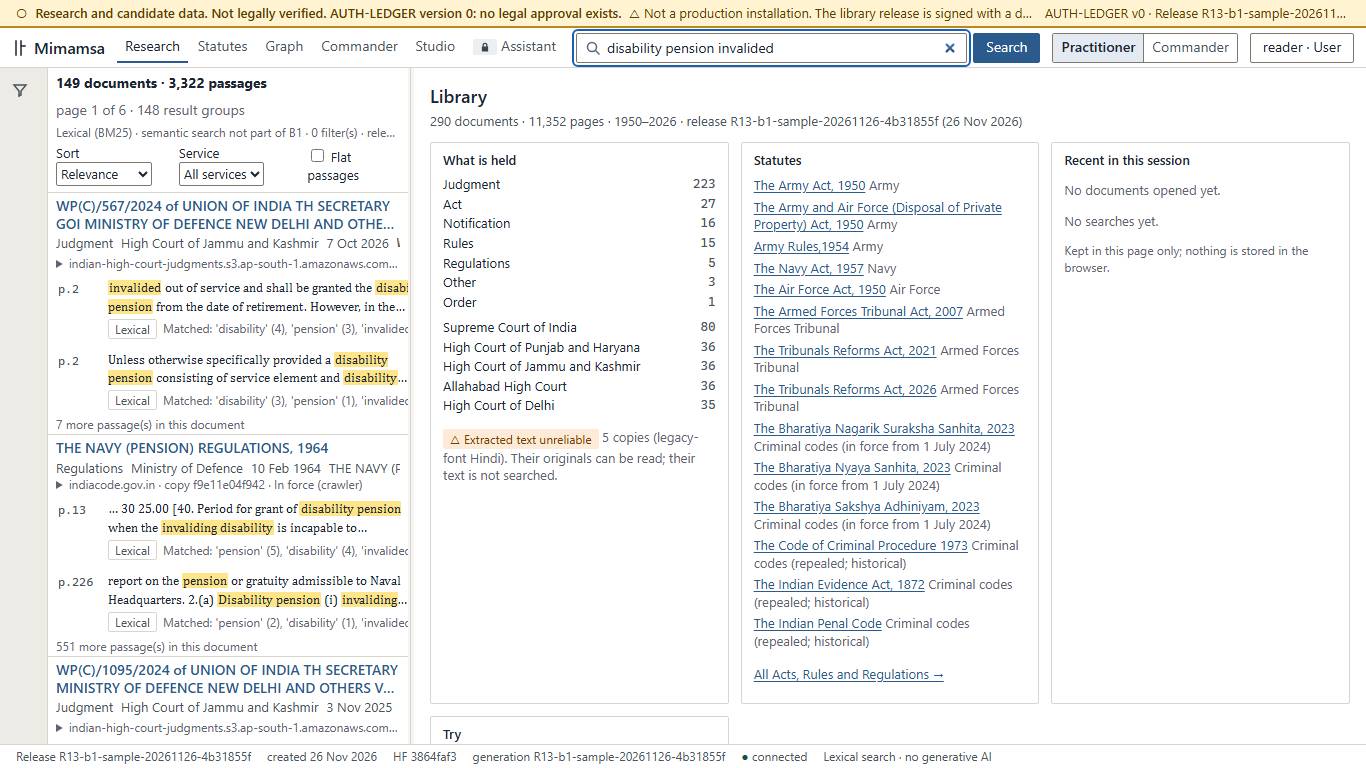 Research and candidate data. Not legally verified. AUTH-LEDGER version 0: no legal approval exists. ⚠ Not a production installation. The library release is signed with a d... AUTH-LEDGER v0 · Release R13-b1-sample-202611...
Mimamsa Research Statutes Graph Commander Studio Assistant disability pension invalided Search Practitioner Commander reader · User
149 documents · 3,322 passages
page 1 of 6 · 148 result groups
Lexical (BM25) · semantic search not part of B1 · 0 filter(s) · rele...
Sort Service Flat passages
Relevance All services
WP(C)/567/2024 of UNION OF INDIA TH SECRETARY
GOI MINISTRY OF DEFENCE NEW DELHI AND OTHE...
Judgment High Court of Jammu and Kashmir 7 Oct 2026
▶ indian-high-court-judgments.s3.ap-south-1.amazonaws.com...
p.2 invalided out of service and shall be granted the disabi
pension from the date of retirement. However, in the...
Lexical Matched: 'disability' (4), 'pension' (3), 'invalided
p.2 Unless otherwise specifically provided a disability
pension consisting of service element and disability...
Lexical Matched: 'disability' (3), 'pension' (1), 'invalided
7 more passage(s) in this document
THE NAVY (PENSION) REGULATIONS, 1964
Regulations Ministry of Defence 10 Feb 1964 THE NAVY (P
▶ indiacode.gov.in · copy f9e11e04f942 · In force (crawler)
p.13 ... 30 25.00 [40. Period for grant of disability pension
when the invaliding disability is incapable to...
Lexical Matched: 'pension' (5), 'disability' (4), 'invalided
p.226 report on the pension or gratuity admissible to Naval
Headquarters. 2.(a) Disability pension (i) invaliding...
Lexical Matched: 'pension' (2), 'disability' (1), 'invalided
551 more passage(s) in this document
WP(C)/1095/2024 of UNION OF INDIA TH SECRETARY
MINISTRY OF DEFENCE NEW DELHI AND OTHERS V...
Judgment High Court of Jammu and Kashmir 3 Nov 2025
▶ indian-high-court-judgments.s3.ap-south-1.amazonaws.com...
Library
290 documents · 11,352 pages · 1950–2026 · release R13-b1-sample-20261126-4b31855f (26 Nov 2026)
What is held
Judgment 223
Act 27
Notification 16
Rules 15
Regulations 5
Other 3
Order 1
Supreme Court of India 80
High Court of Punjab and Haryana 36
High Court of Jammu and Kashmir 36
Allahabad High Court 36
High Court of Delhi 35
⚠ Extracted text unreliable 5 copies (legacy-
font Hindi). Their originals can be read; their
text is not searched.
Statutes
The Army Act, 1950 Army
The Army and Air Force (Disposal of Private
Property) Act, 1950 Army
Army Rules,1954 Army
The Navy Act, 1957 Navy
The Air Force Act, 1950 Air Force
The Armed Forces Tribunal Act, 2007 Armed
Forces Tribunal
The Tribunals Reforms Act, 2021 Armed Forces
Tribunal
The Tribunals Reforms Act, 2026 Armed Forces
Tribunal
The Bharatiya Nagarik Suraksha Sanhita, 2023
Criminal codes (in force from 1 July 2024)
The Bharatiya Nyaya Sanhita, 2023 Criminal
codes (in force from 1 July 2024)
The Bharatiya Sakshya Adhiniyam, 2023
Criminal codes (in force from 1 July 2024)
The Code of Criminal Procedure 1973 Criminal
codes (repealed; historical)
The Indian Evidence Act, 1872 Criminal codes
(repealed; historical)
The Indian Penal Code Criminal codes
(repealed; historical)
All Acts, Rules and Regulations →
Recent in this session
No documents opened yet.
No searches yet.
Kept in this page only; nothing is stored in the
browser.
Try
Release R13-b1-sample-20261126-4b31855f created 26 Nov 2026 HF 3864faf3 generation R13-b1-sample-20261126-4b31855f ● connected Lexical search · no generative AI